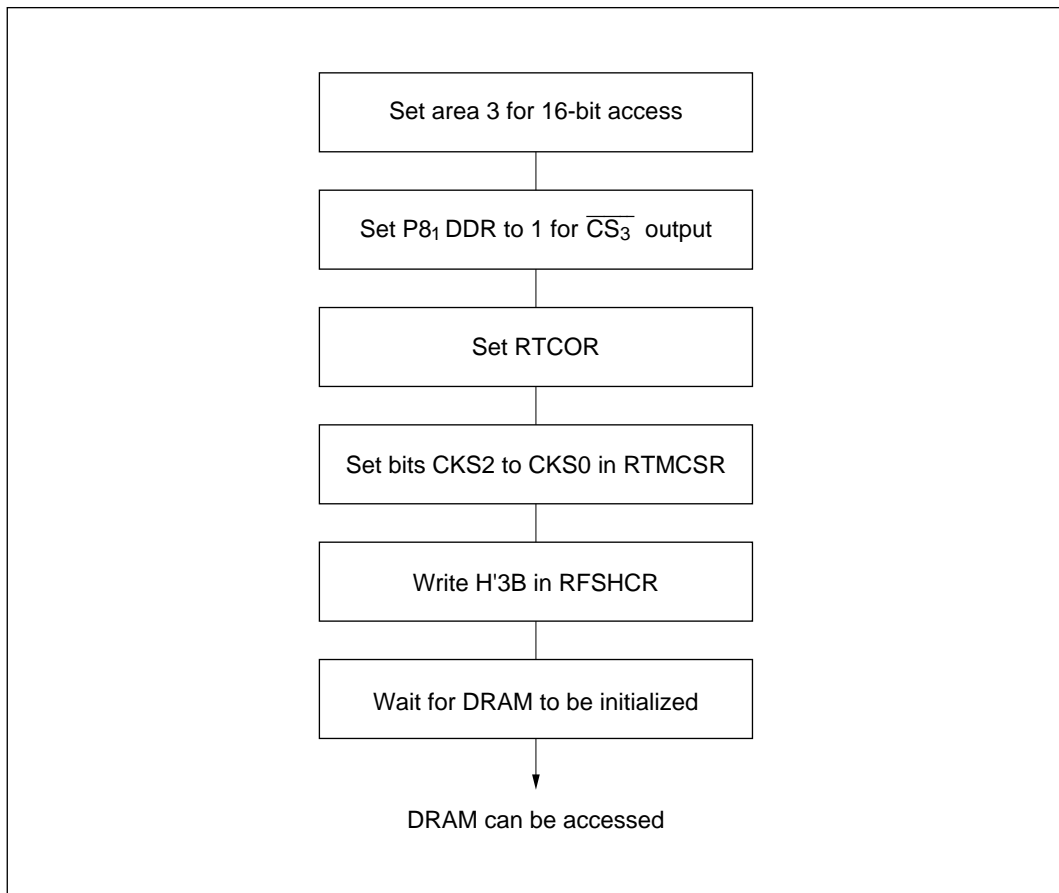 Set area 3 for 16-bit access
Set P8₁ DDR to 1 for C̅S̅₃̅ output
Set RTCOR
Set bits CKS2 to CKS0 in RTMCSR
Write H'3B in RFSHCR
Wait for DRAM to be initialized
DRAM can be accessed